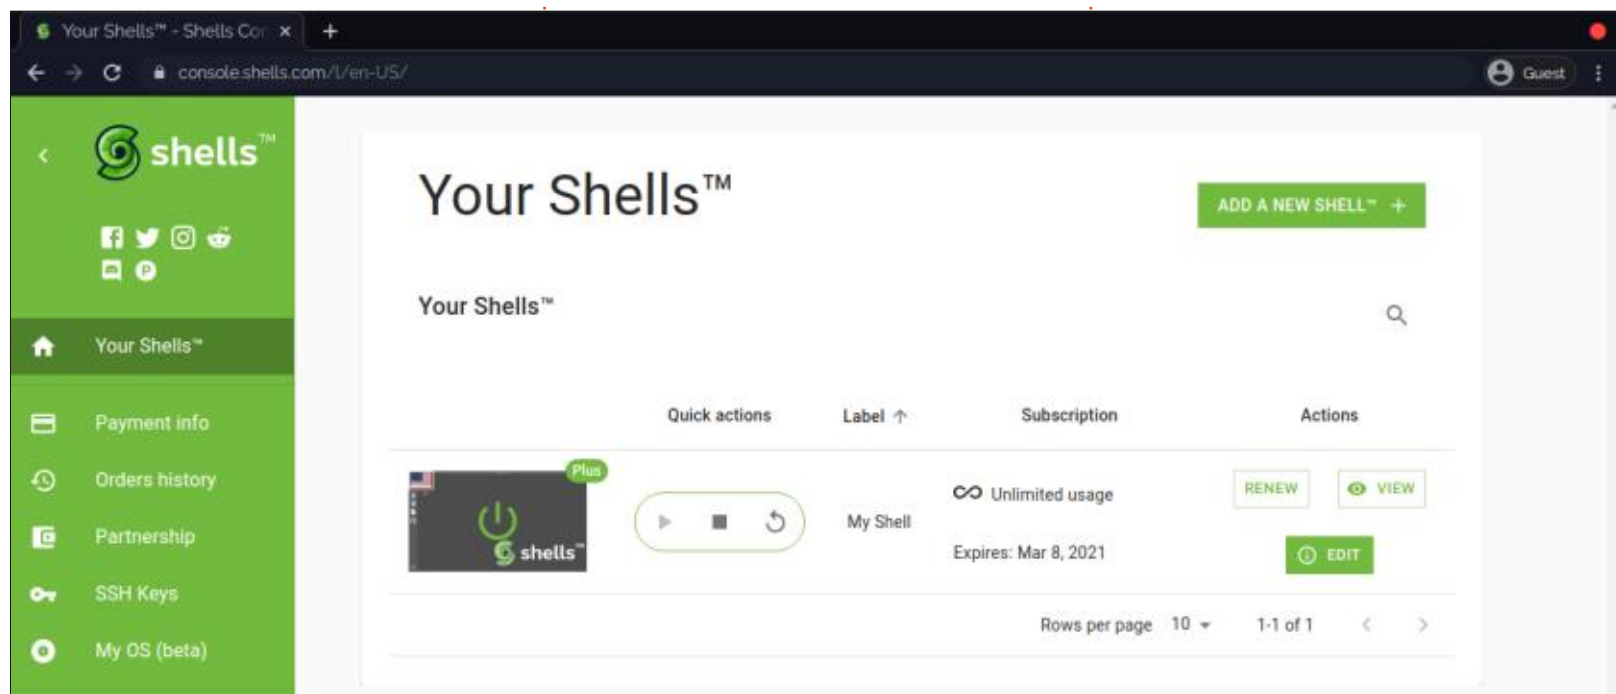 Your Shells™ - Shells Con
console.shells.com/l/en-US/
Guest
shells™
Your Shells™
ADD A NEW SHELL™ +
Your Shells™
Your Shells™
Payment info
Orders history
Partnership
SSH Keys
My OS (beta)
Quick actions Label ↑ Subscription Actions
Plus
shells™
My Shell
Unlimited usage
Expires: Mar 8, 2021
RENEW VIEW
EDIT
Rows per page 10 1-1 of 1